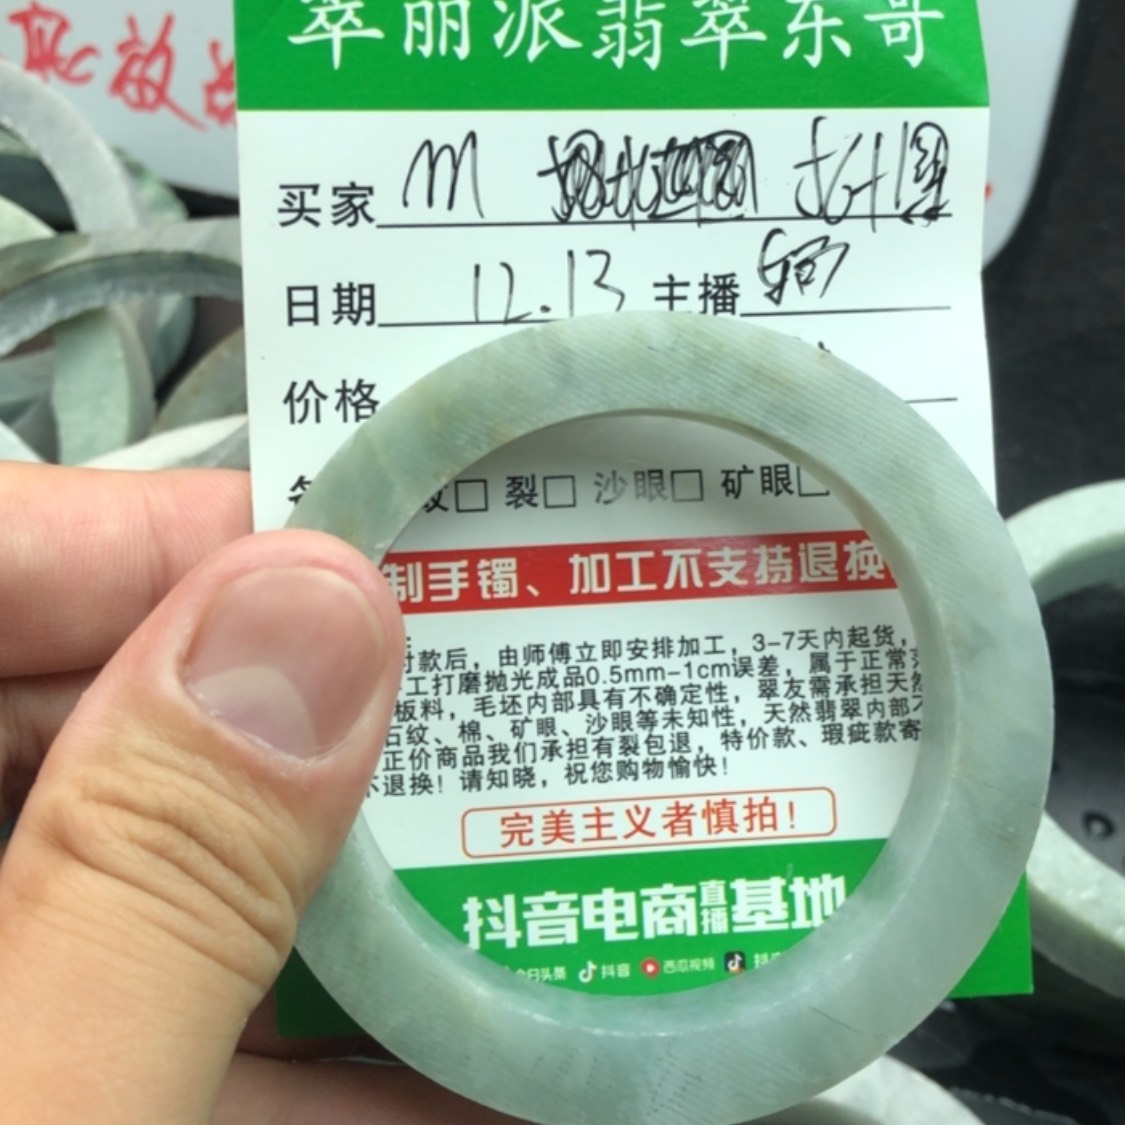 翠丽派翡翠东哥
放
买家 m
日期 12.13 主播
价格
纹□ 裂□ 沙眼□ 矿眼□
制手镯、加工不支持退换
付款后，由师傅立即安排加工，3-7天内起货，
工打磨抛光成品0.5mm-1cm误差，属于正常
板料，毛坯内部具有不确定性，翠友需承担天然
石纹、棉、矿眼、沙眼等未知性，天然翡翠内部
正价商品我们承担有裂包退，特价款、瑕疵款寄
不退换！请知晓，祝您购物愉快！
完美主义者慎拍！
抖音电商直播基地
今日头条 抖音 西瓜视频 抖